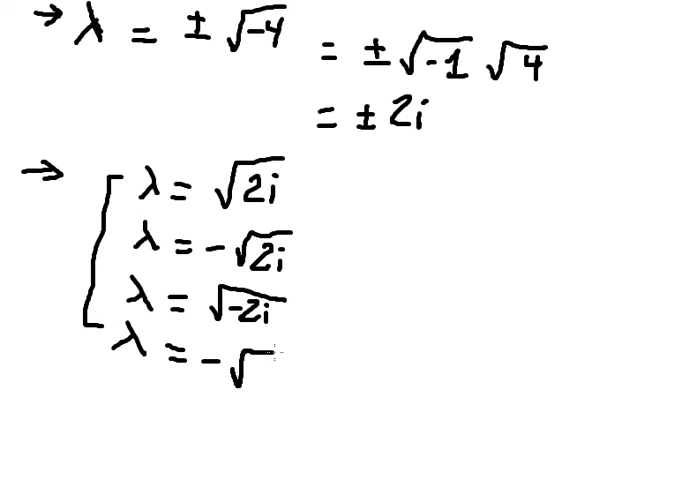 → λ = ± √-4 = ± √-1 √4
= ± 2i
→ [ λ = √2i
λ = -√2i
λ = √-2i
λ = -√